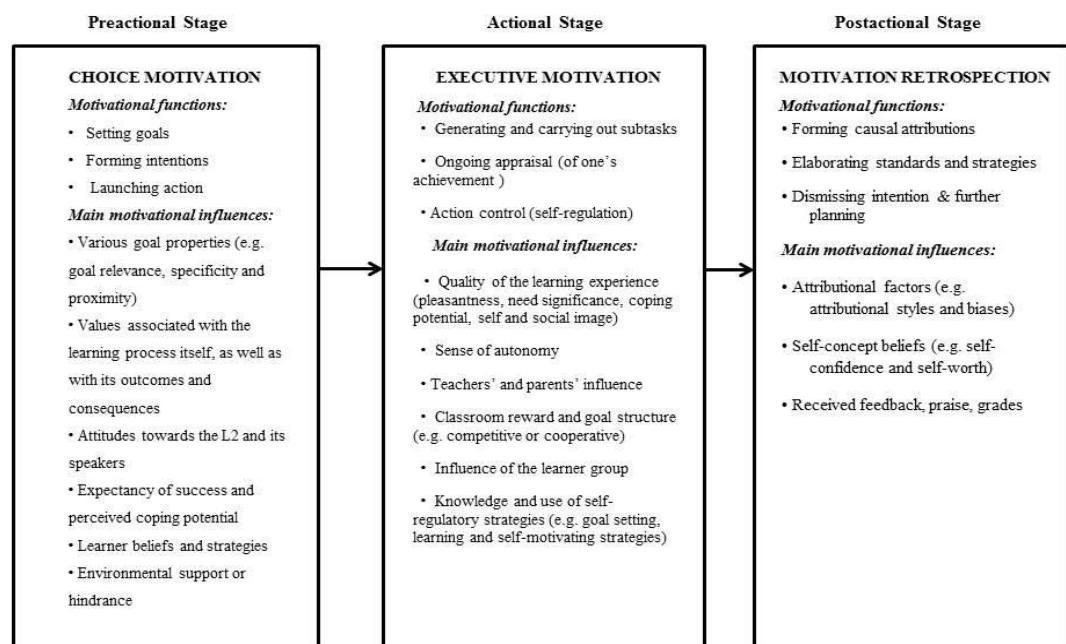 Preactional Stage
CHOICE MOTIVATION
Motivational functions:
• Setting goals
• Forming intentions
• Launching action
Main motivational influences:
• Various goal properties (e.g.
goal relevance, specificity and
proximity)
• Values associated with the
learning process itself, as well as
with its outcomes and
consequences
• Attitudes towards the L2 and its
speakers
• Expectancy of success and
perceived coping potential
• Learner beliefs and strategies
• Environmental support or
hindrance
Actional Stage
EXECUTIVE MOTIVATION
Motivational functions:
• Generating and carrying out subtasks
• Ongoing appraisal (of one's
achievement )
• Action control (self-regulation)
Main motivational influences:
• Quality of the learning experience
(pleasantness, need significance, coping
potential, self and social image)
• Sense of autonomy
• Teachers' and parents' influence
• Classroom reward and goal structure
(e.g. competitive or cooperative)
• Influence of the learner group
• Knowledge and use of self-
regulatory strategies (e.g. goal setting,
learning and self-motivating strategies)
Postactional Stage
MOTIVATION RETROSPECTION
Motivational functions:
• Forming causal attributions
• Elaborating standards and strategies
• Dismissing intention & further
planning
Main motivational influences:
• Attributional factors (e.g.
attributional styles and biases)
• Self-concept beliefs (e.g. self-
confidence and self-worth)
• Received feedback, praise, grades